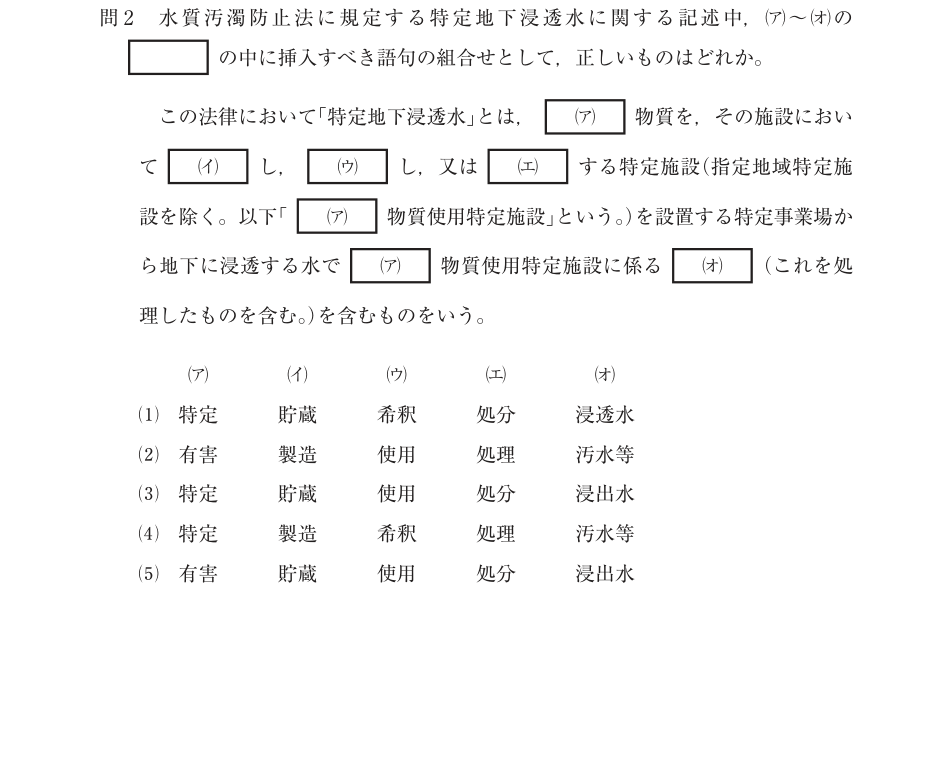 問2 水質汚濁防止法に規定する特定地下浸透水に関する記述中，㈎～㈺の
の中に挿入すべき語句の組合せとして，正しいものはどれか。
この法律において「特定地下浸透水」とは， (ア) 物質を，その施設におい
て (イ) し， (ウ) し，又は (エ) する特定施設(指定地域特定施
設を除く。以下「 (ア) 物質使用特定施設」という。)を設置する特定事業場か
ら地下に浸透する水で (ア) 物質使用特定施設に係る (オ) (これを処
理したものを含む。)を含むものをいう。
(ア) (イ) (ウ) (エ) (オ)
(1) 特定 貯蔵 希釈 処分 浸透水
(2) 有害 製造 使用 処理 汚水等
(3) 特定 貯蔵 使用 処分 浸出水
(4) 特定 製造 希釈 処理 汚水等
(5) 有害 貯蔵 使用 処分 浸出水